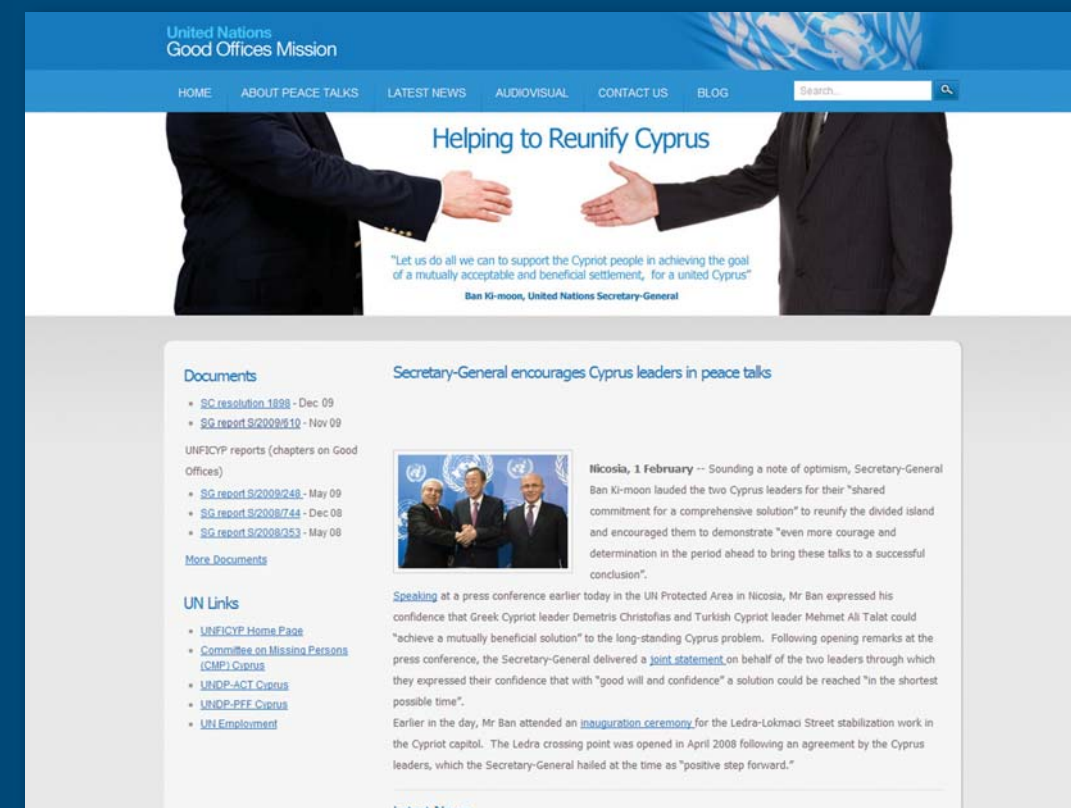 United Nations
Good Offices Mission
HOME ABOUT PEACE TALKS LATEST NEWS AUDIOVISUAL CONTACT US BLOG Search...
Helping to Reunify Cyprus
"Let us do all we can to support the Cypriot people in achieving the goal
of a mutually acceptable and beneficial settlement, for a united Cyprus"
Ban Ki-moon, United Nations Secretary-General
Documents
SC resolution 1898 - Dec 09
SG report S/2009/610 - Nov 09
UNFICYP reports (chapters on Good
Offices)
SG report S/2009/248 - May 09
SG report S/2008/744 - Dec 08
SG report S/2008/353 - May 08
More Documents
UN Links
UNFICYP Home Page
Committee on Missing Persons
(CMP) Cyprus
UNDP-ACT Cyprus
UNDP-PFF Cyprus
UN Employment
Secretary-General encourages Cyprus leaders in peace talks
Nicosia, 1 February -- Sounding a note of optimism, Secretary-General
Ban Ki-moon lauded the two Cyprus leaders for their "shared
commitment for a comprehensive solution" to reunify the divided island
and encouraged them to demonstrate "even more courage and
determination in the period ahead to bring these talks to a successful
conclusion".
Speaking at a press conference earlier today in the UN Protected Area in Nicosia, Mr Ban expressed his
confidence that Greek Cypriot leader Demetris Christofias and Turkish Cypriot leader Mehmet Ali Talat could
"achieve a mutually beneficial solution" to the long-standing Cyprus problem. Following opening remarks at the
press conference, the Secretary-General delivered a joint statement on behalf of the two leaders through which
they expressed their confidence that with "good will and confidence" a solution could be reached "in the shortest
possible time".
Earlier in the day, Mr Ban attended an inauguration ceremony for the Ledra-Lokmaci Street stabilization work in
the Cypriot capitol. The Ledra crossing point was opened in April 2008 following an agreement by the Cyprus
leaders, which the Secretary-General hailed at the time as "positive step forward."